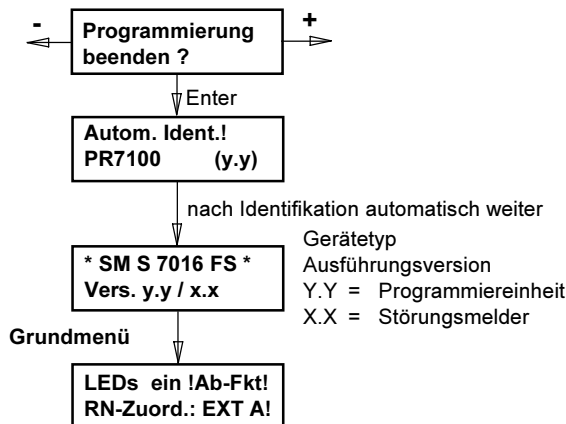 - Programmierung +
beenden ?
Enter
Autom. Ident.!
PR7100 (y.y)
nach Identifikation automatisch weiter
* SM S 7016 FS *
Vers. y.y / x.x
Gerätetyp
Ausführungsversion
Y.Y = Programmiereinheit
X.X = Störungsmelder
Grundmenü
LEDs ein !Ab-Fkt!
RN-Zuord.: EXT A!